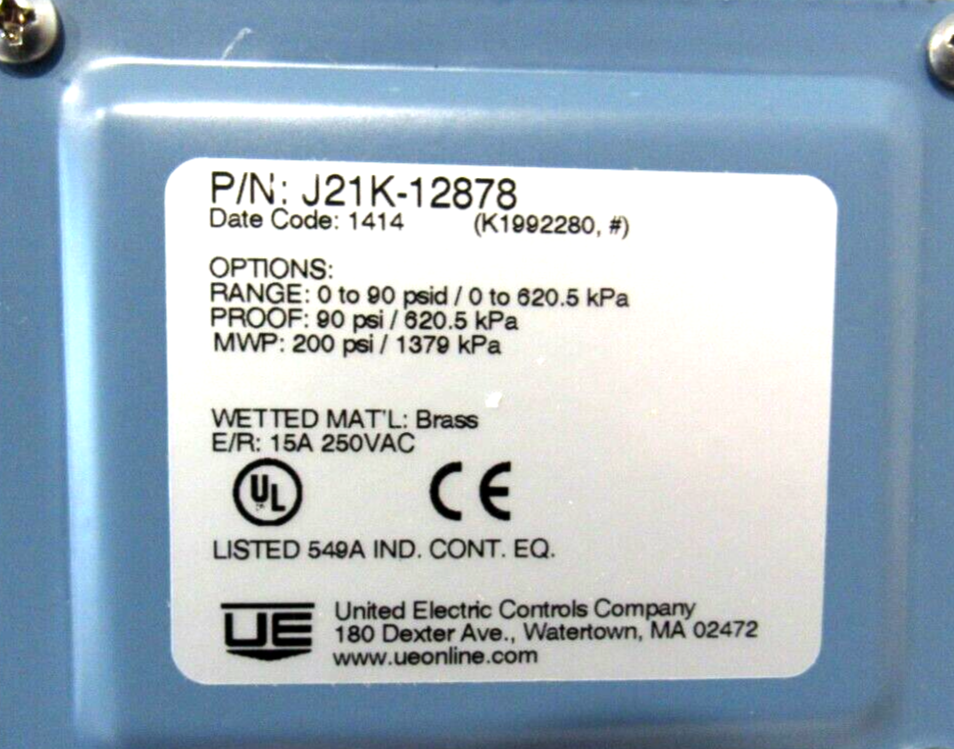 P/N: J21K-12878
Date Code: 1414 (K1992280, #)
OPTIONS:
RANGE: 0 to 90 psid / 0 to 620.5 kPa
PROOF: 90 psi / 620.5 kPa
MWP: 200 psi / 1379 kPa
WETTED MAT'L: Brass
E/R: 15A 250VAC
UL CE
LISTED 549A IND. CONT. EQ.
UE United Electric Controls Company
180 Dexter Ave., Watertown, MA 02472
www.ueonline.com